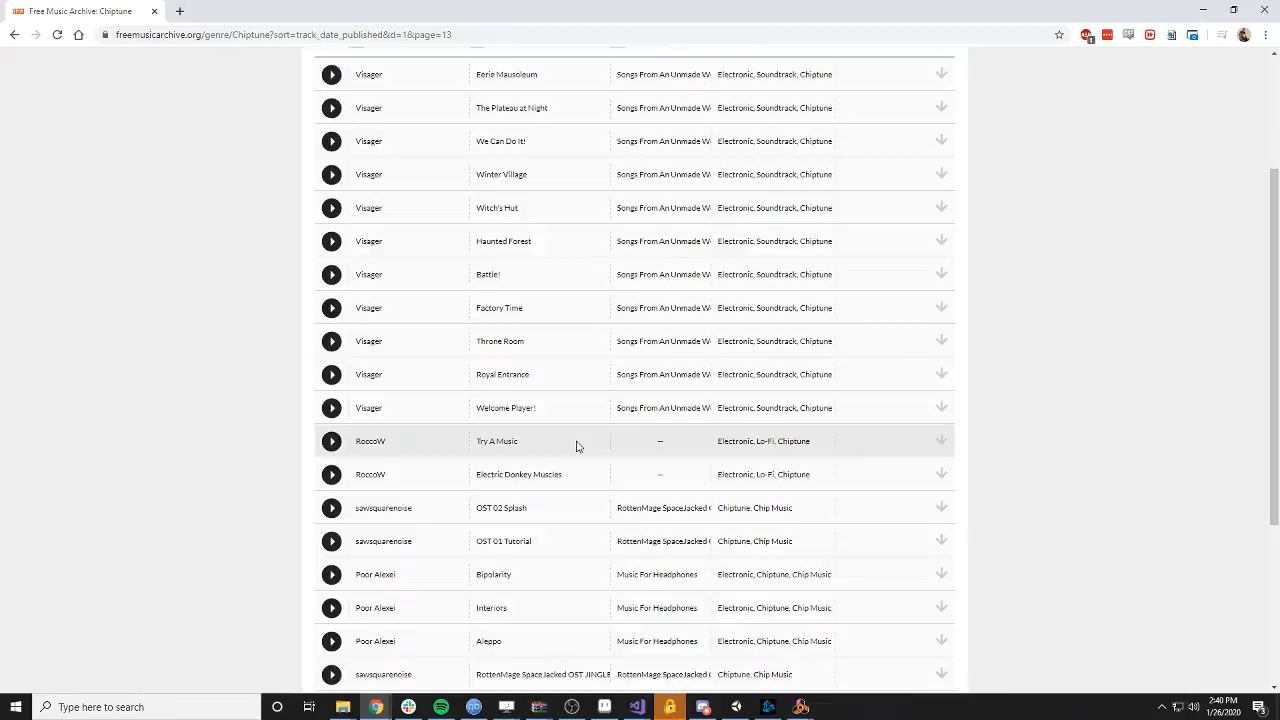 Free Music Archive: Chiptune
freemusicarchive.org/genre/Chiptune?sort=track_date_published&d=1&page=13
Visager Eerie Mausoleum Songs From An Unmade W Electronic, Soundtrack, Chiptune
Visager The Plateau at Night Songs From An Unmade W Electronic, Soundtrack, Chiptune
Visager We Can Do It! Songs From An Unmade W Electronic, Soundtrack, Chiptune
Visager Winter Village Songs From An Unmade W Electronic, Soundtrack, Chiptune
Visager Witch's Hut Songs From An Unmade W Electronic, Soundtrack, Chiptune
Visager Haunted Forest Songs From An Unmade W Electronic, Soundtrack, Chiptune
Visager Battle! Songs From An Unmade W Electronic, Soundtrack, Chiptune
Visager Factory Time Songs From An Unmade W Electronic, Soundtrack, Chiptune
Visager Throne Room Songs From An Unmade W Electronic, Soundtrack, Chiptune
Visager Royal Entrance Songs From An Unmade W Electronic, Soundtrack, Chiptune
Visager Welcome Player! Songs From An Unmade W Electronic, Soundtrack, Chiptune
RoccoW Try A Music — Electronic, Lo-Fi, Chiptune
RoccoW Electric Donkey Muscles — Electronic, Lo-Fi, Chiptune
sawsquarenoise OST 02 Splash RottenMage SpaceJacked Chiptune, Chip Music
sawsquarenoise OST 01 Tutorial RottenMage SpaceJacked Chiptune, Chip Music
Poor Alexei Bipolarity Music For Headphones Electronic, Chiptune, Chip Music
Poor Alexei Interiors Music For Headphones Electronic, Chiptune, Chip Music
Poor Alexei Aleppo Music For Headphones Electronic, Chiptune, Chip Music
sawsquarenoise RottenMage SpaceJacked OST JINGLE RottenMage SpaceJacked Chiptune, Chip Music
Type here to search
2:40 PM
1/26/2020